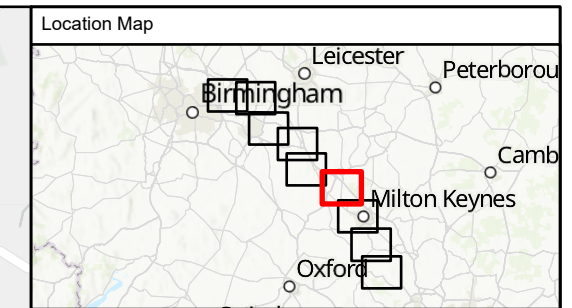 Location Map
Leicester
Peterborou
Birmingham
Camb
Milton Keynes
Oxford